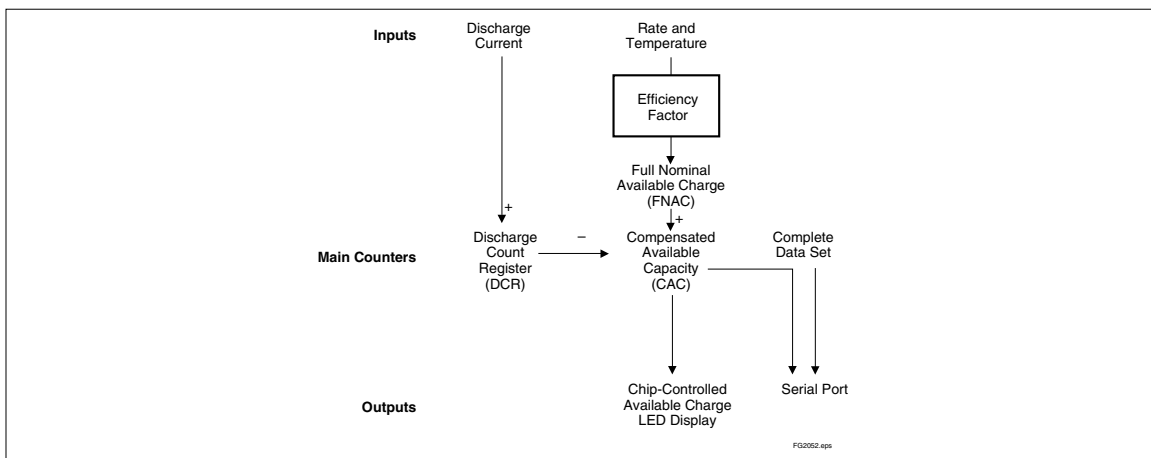 Inputs
Discharge
Current
Rate and
Temperature
Efficiency
Factor
Full Nominal
Available Charge
(FNAC)
+
+
Main Counters
Discharge
Count
Register
(DCR)
–
Compensated
Available
Capacity
(CAC)
Complete
Data Set
Outputs
Chip-Controlled
Available Charge
LED Display
Serial Port
FG2052.eps